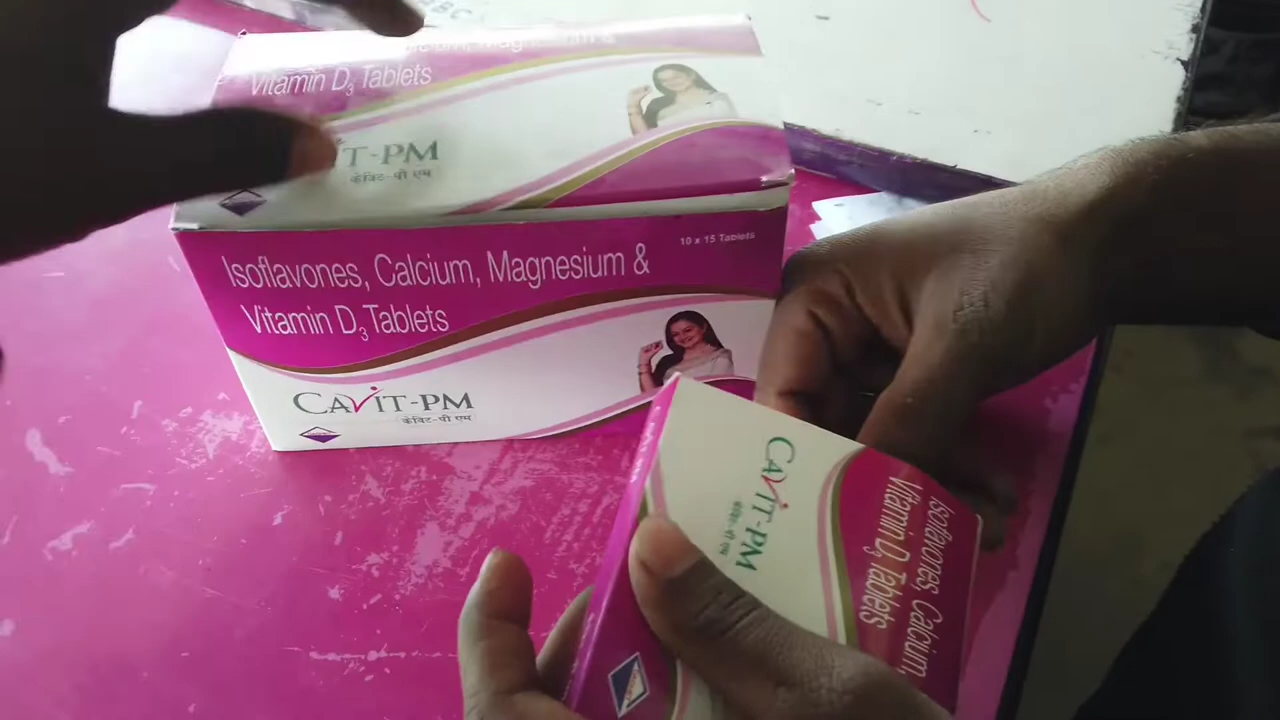 Vitamin D3 Tablets
T-PM
केविट-पी एम
10 x 15 Tablets
Isoflavones, Calcium, Magnesium &
Vitamin D3 Tablets
CAVIT-PM
केविट-पी एम
CAVIT-PM
केविट-पी एम
Isoflavones, Calcium,
Vitamin D3 Tablets